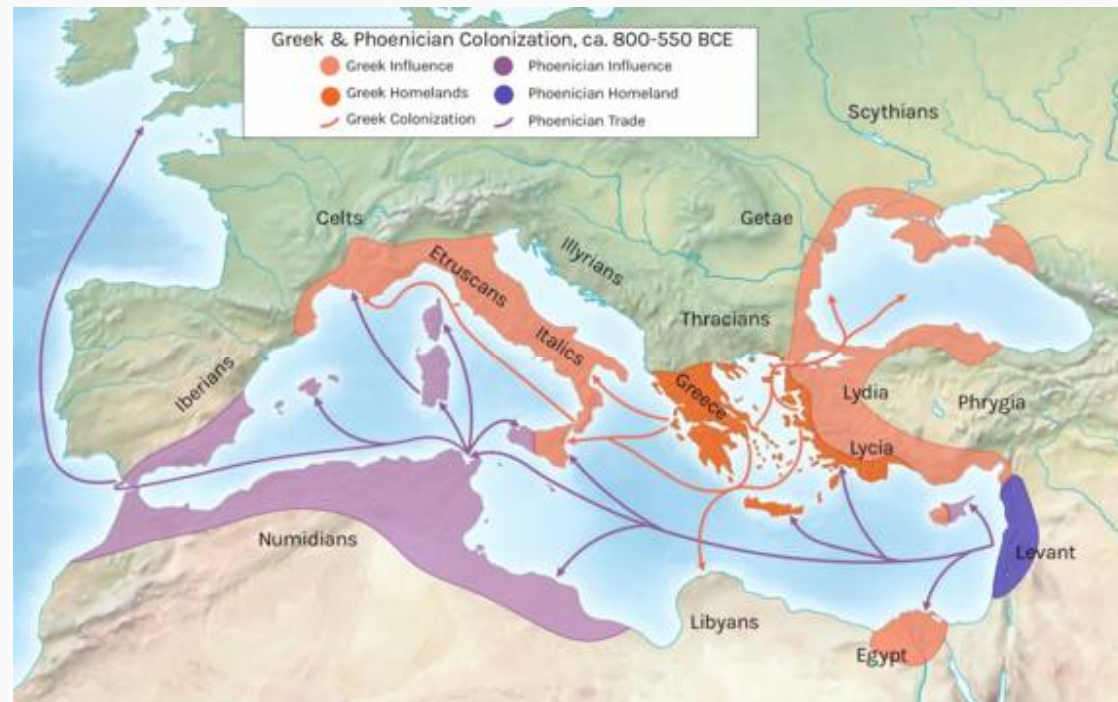 Greek & Phoenician Colonization, ca. 800-550 BCE
Greek Influence
Phoenician Influence
Greek Homelands
Phoenician Homeland
Greek Colonization
Phoenician Trade
Scythians
Celts
Getae
Illyrians
Etruscans
Thracians
Italics
Iberians
Greece
Lydia
Phrygia
Lycia
Numidians
Levant
Libyans
Egypt